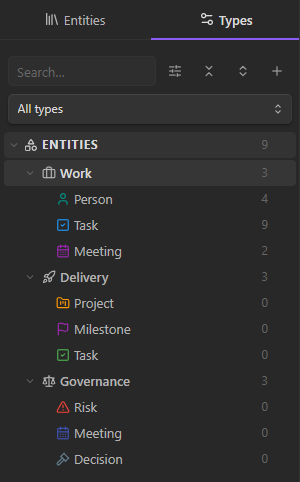 Entities Types
Search...
All types
ENTITIES 9
Work 3
Person 4
Task 9
Meeting 2
Delivery 3
Project 0
Milestone 0
Task 0
Governance 3
Risk 0
Meeting 0
Decision 0